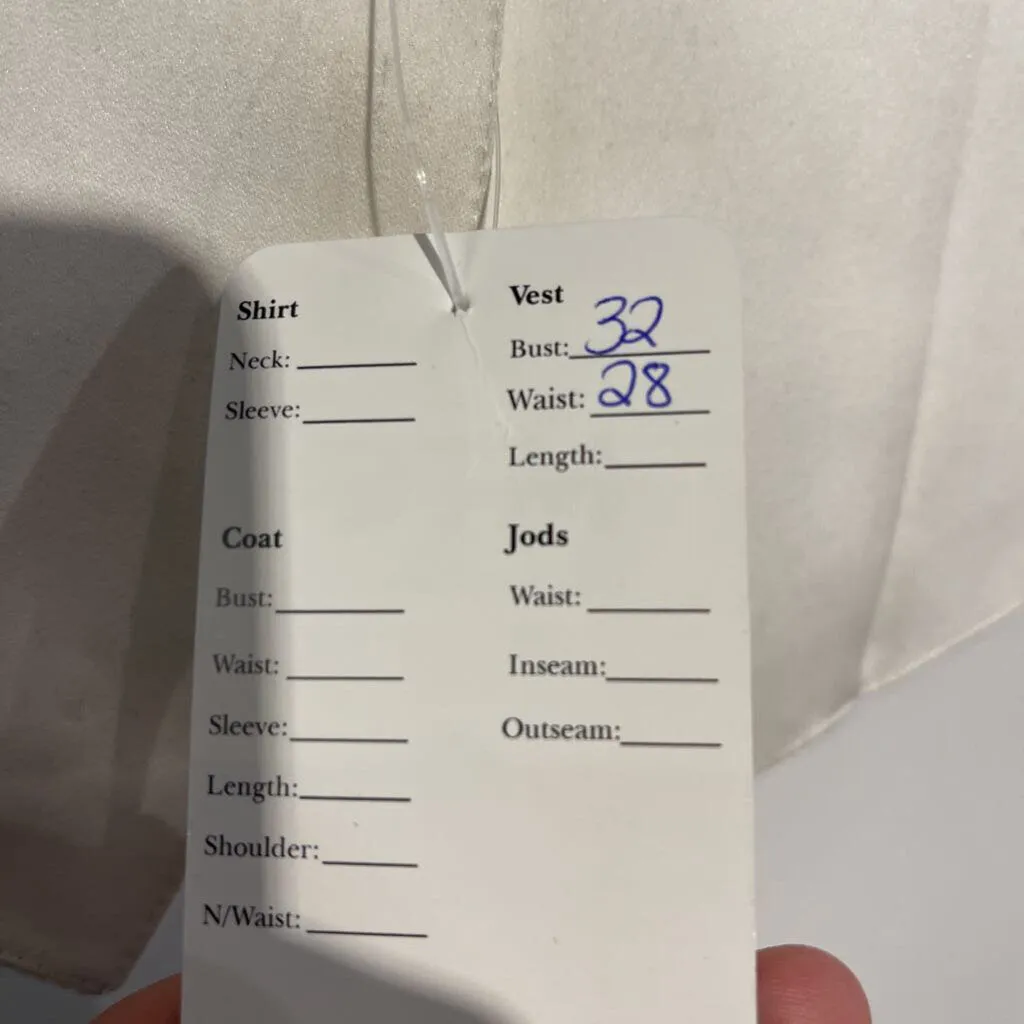 Shirt
Neck:
Sleeve:
Vest
Bust: 32
Waist: 28
Length:
Coat
Bust:
Waist:
Sleeve:
Length:
Shoulder:
N/Waist:
Jods
Waist:
Inseam:
Outseam: